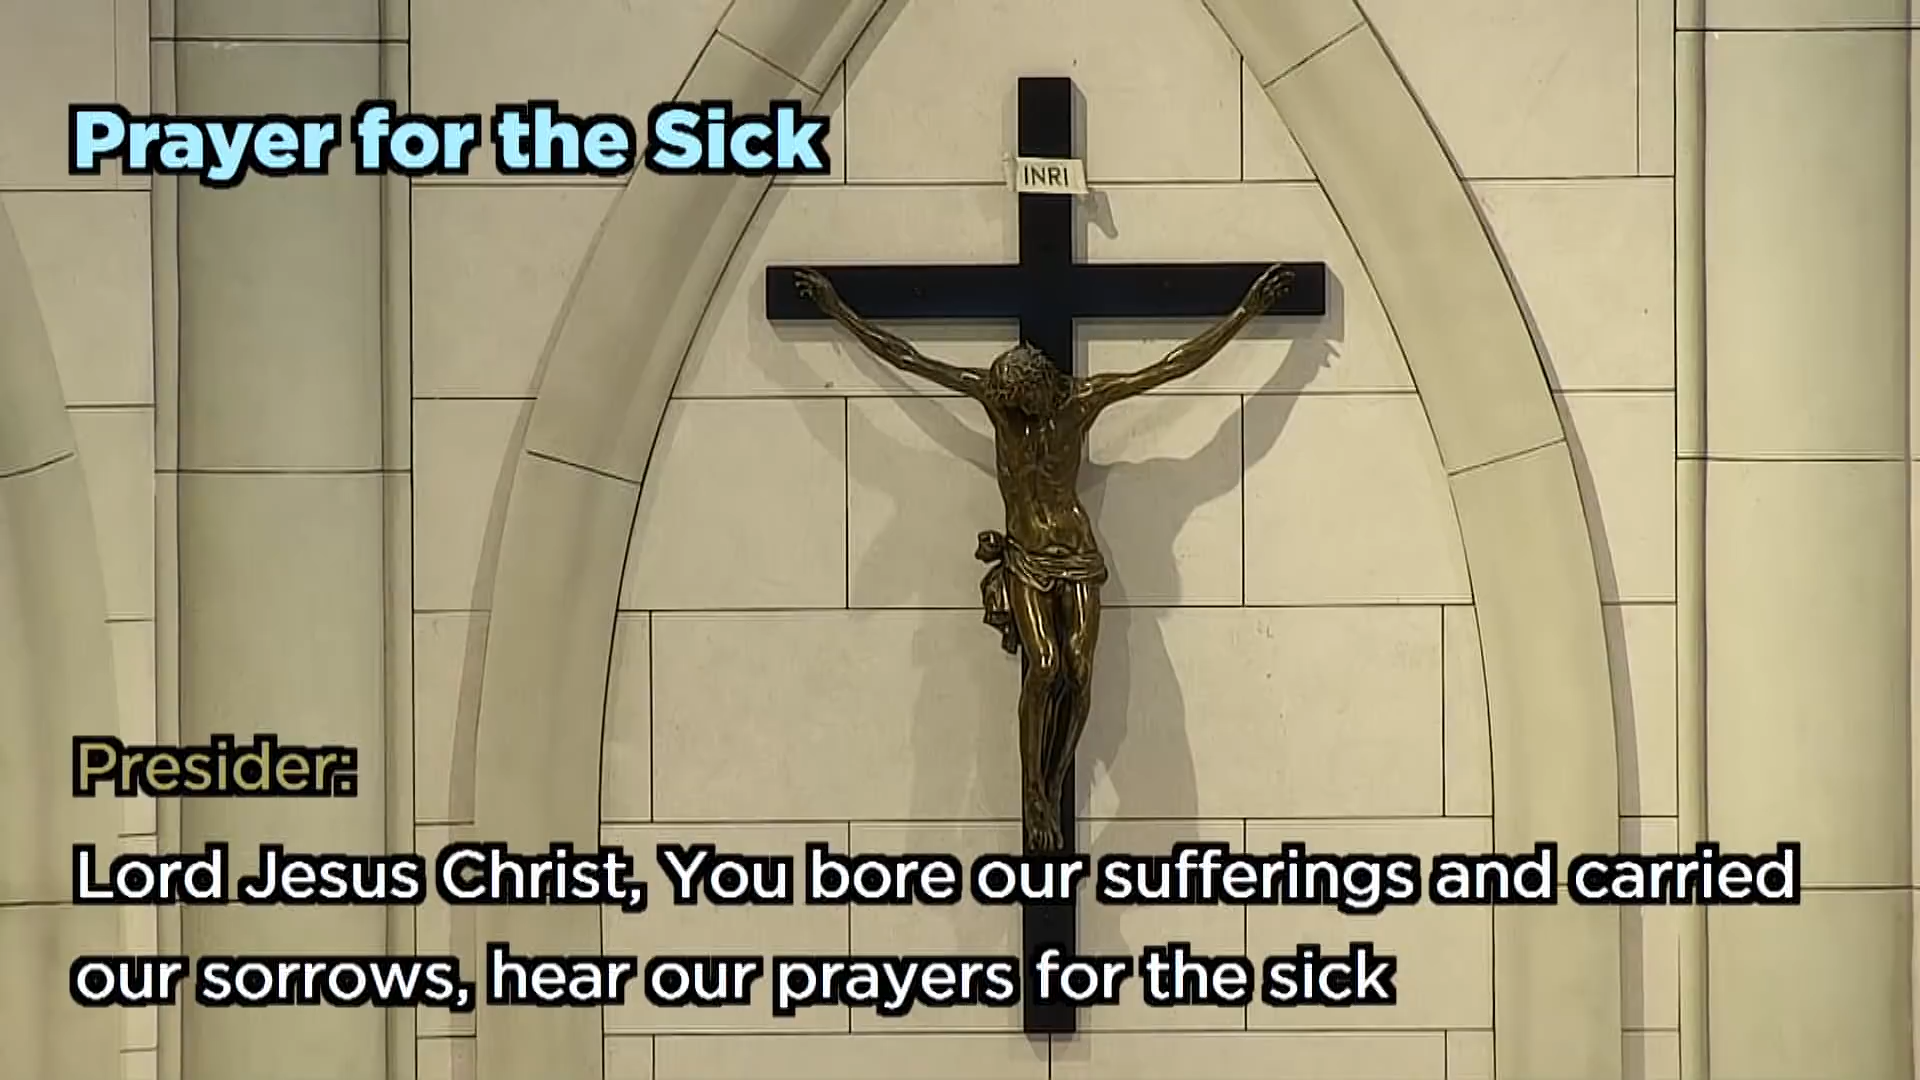 Prayer for the Sick
INRI
Presider:
Lord Jesus Christ, You bore our sufferings and carried
our sorrows, hear our prayers for the sick